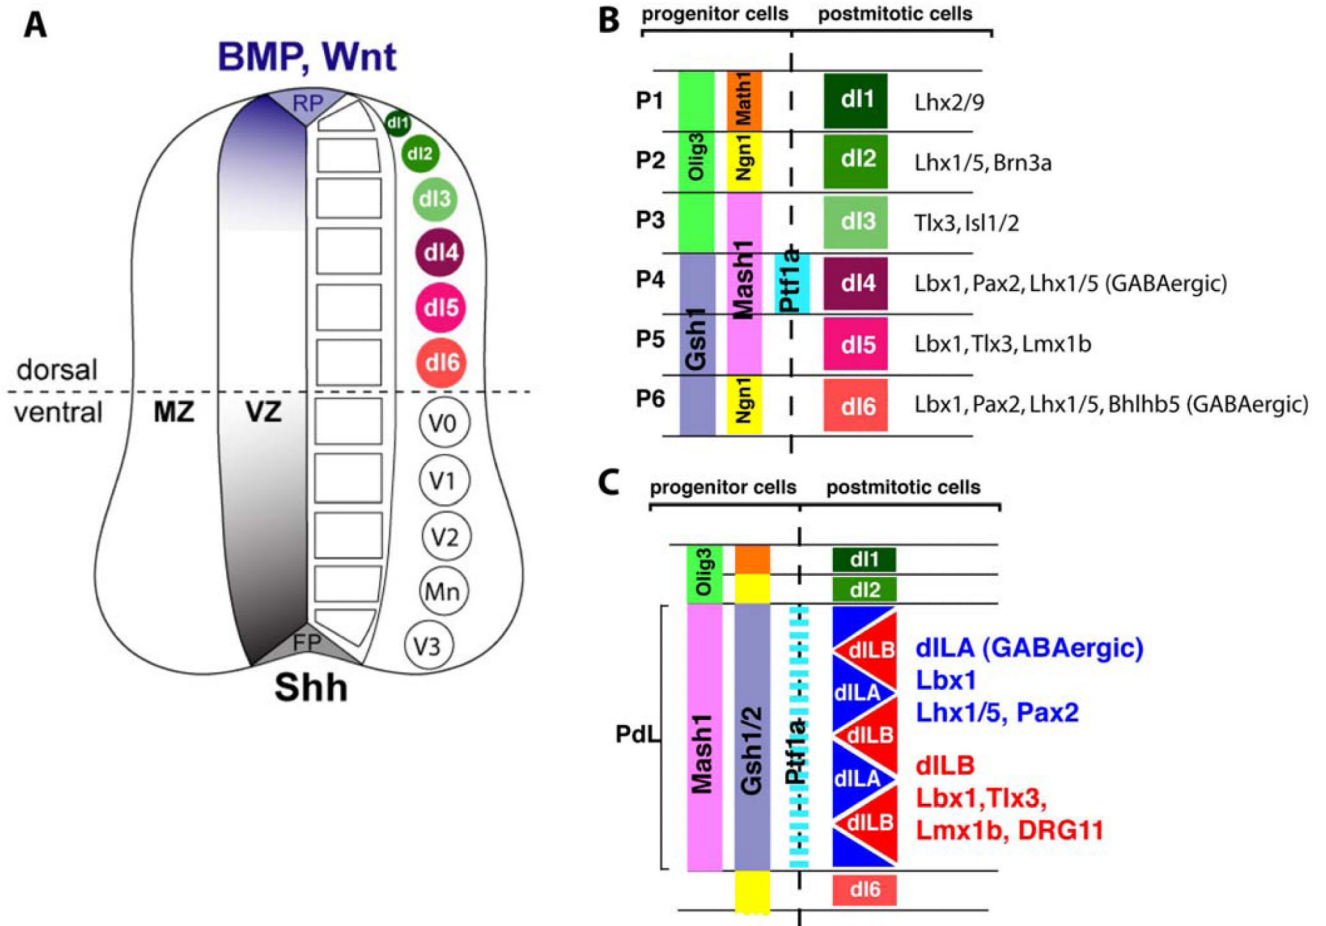 A
BMP, Wnt
RP
dI1
dI2
dI3
dI4
dI5
dI6
dorsal
ventral
MZ
VZ
V0
V1
V2
Mn
V3
FP
Shh
B
progenitor cells
postmitotic cells
P1
Olig3
Math1
dI1
Lhx2/9
P2
Ngn1
dI2
Lhx1/5, Brn3a
P3
Mash1
dI3
Tlx3, Isl1/2
P4
Gsh1
Ptf1a
dI4
Lbx1, Pax2, Lhx1/5 (GABAergic)
P5
dI5
Lbx1, Tlx3, Lmx1b
P6
Ngn1
dI6
Lbx1, Pax2, Lhx1/5, Bhlhb5 (GABAergic)
C
progenitor cells
postmitotic cells
Olig3
dI1
dI2
PdL
Mash1
Gsh1/2
Ptf1a
dILB
dILA
dILB
dILA
dILB
dILA (GABAergic)
Lbx1
Lhx1/5, Pax2
dILB
Lbx1,Tlx3,
Lmx1b, DRG11
dI6